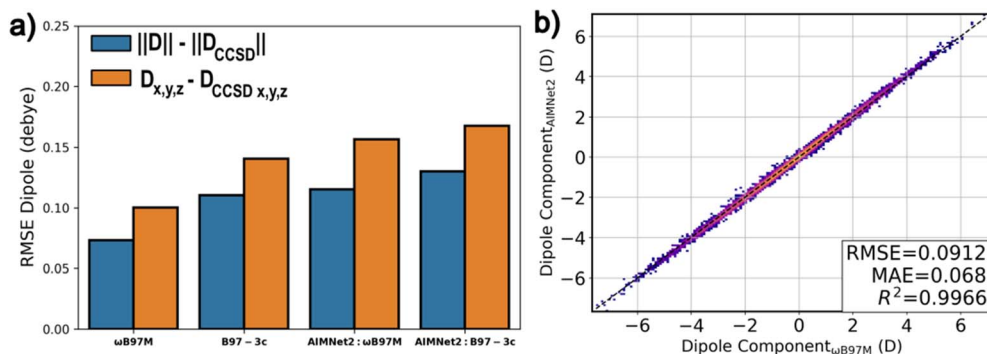 a)
||D|| - ||D_CCSD||
D_x,y,z - D_CCSD x,y,z
RMSE Dipole (debye)
0.25
0.20
0.15
0.10
0.05
0.00
ωB97M
B97-3c
AIMNet2:ωB97M
AIMNet2:B97-3c
b)
Dipole Component_AIMNet2 (D)
6
4
2
0
−2
−4
−6
RMSE=0.0912
MAE=0.068
R²=0.9966
−6
−4
−2
0
2
4
6
Dipole Component_ωB97M (D)